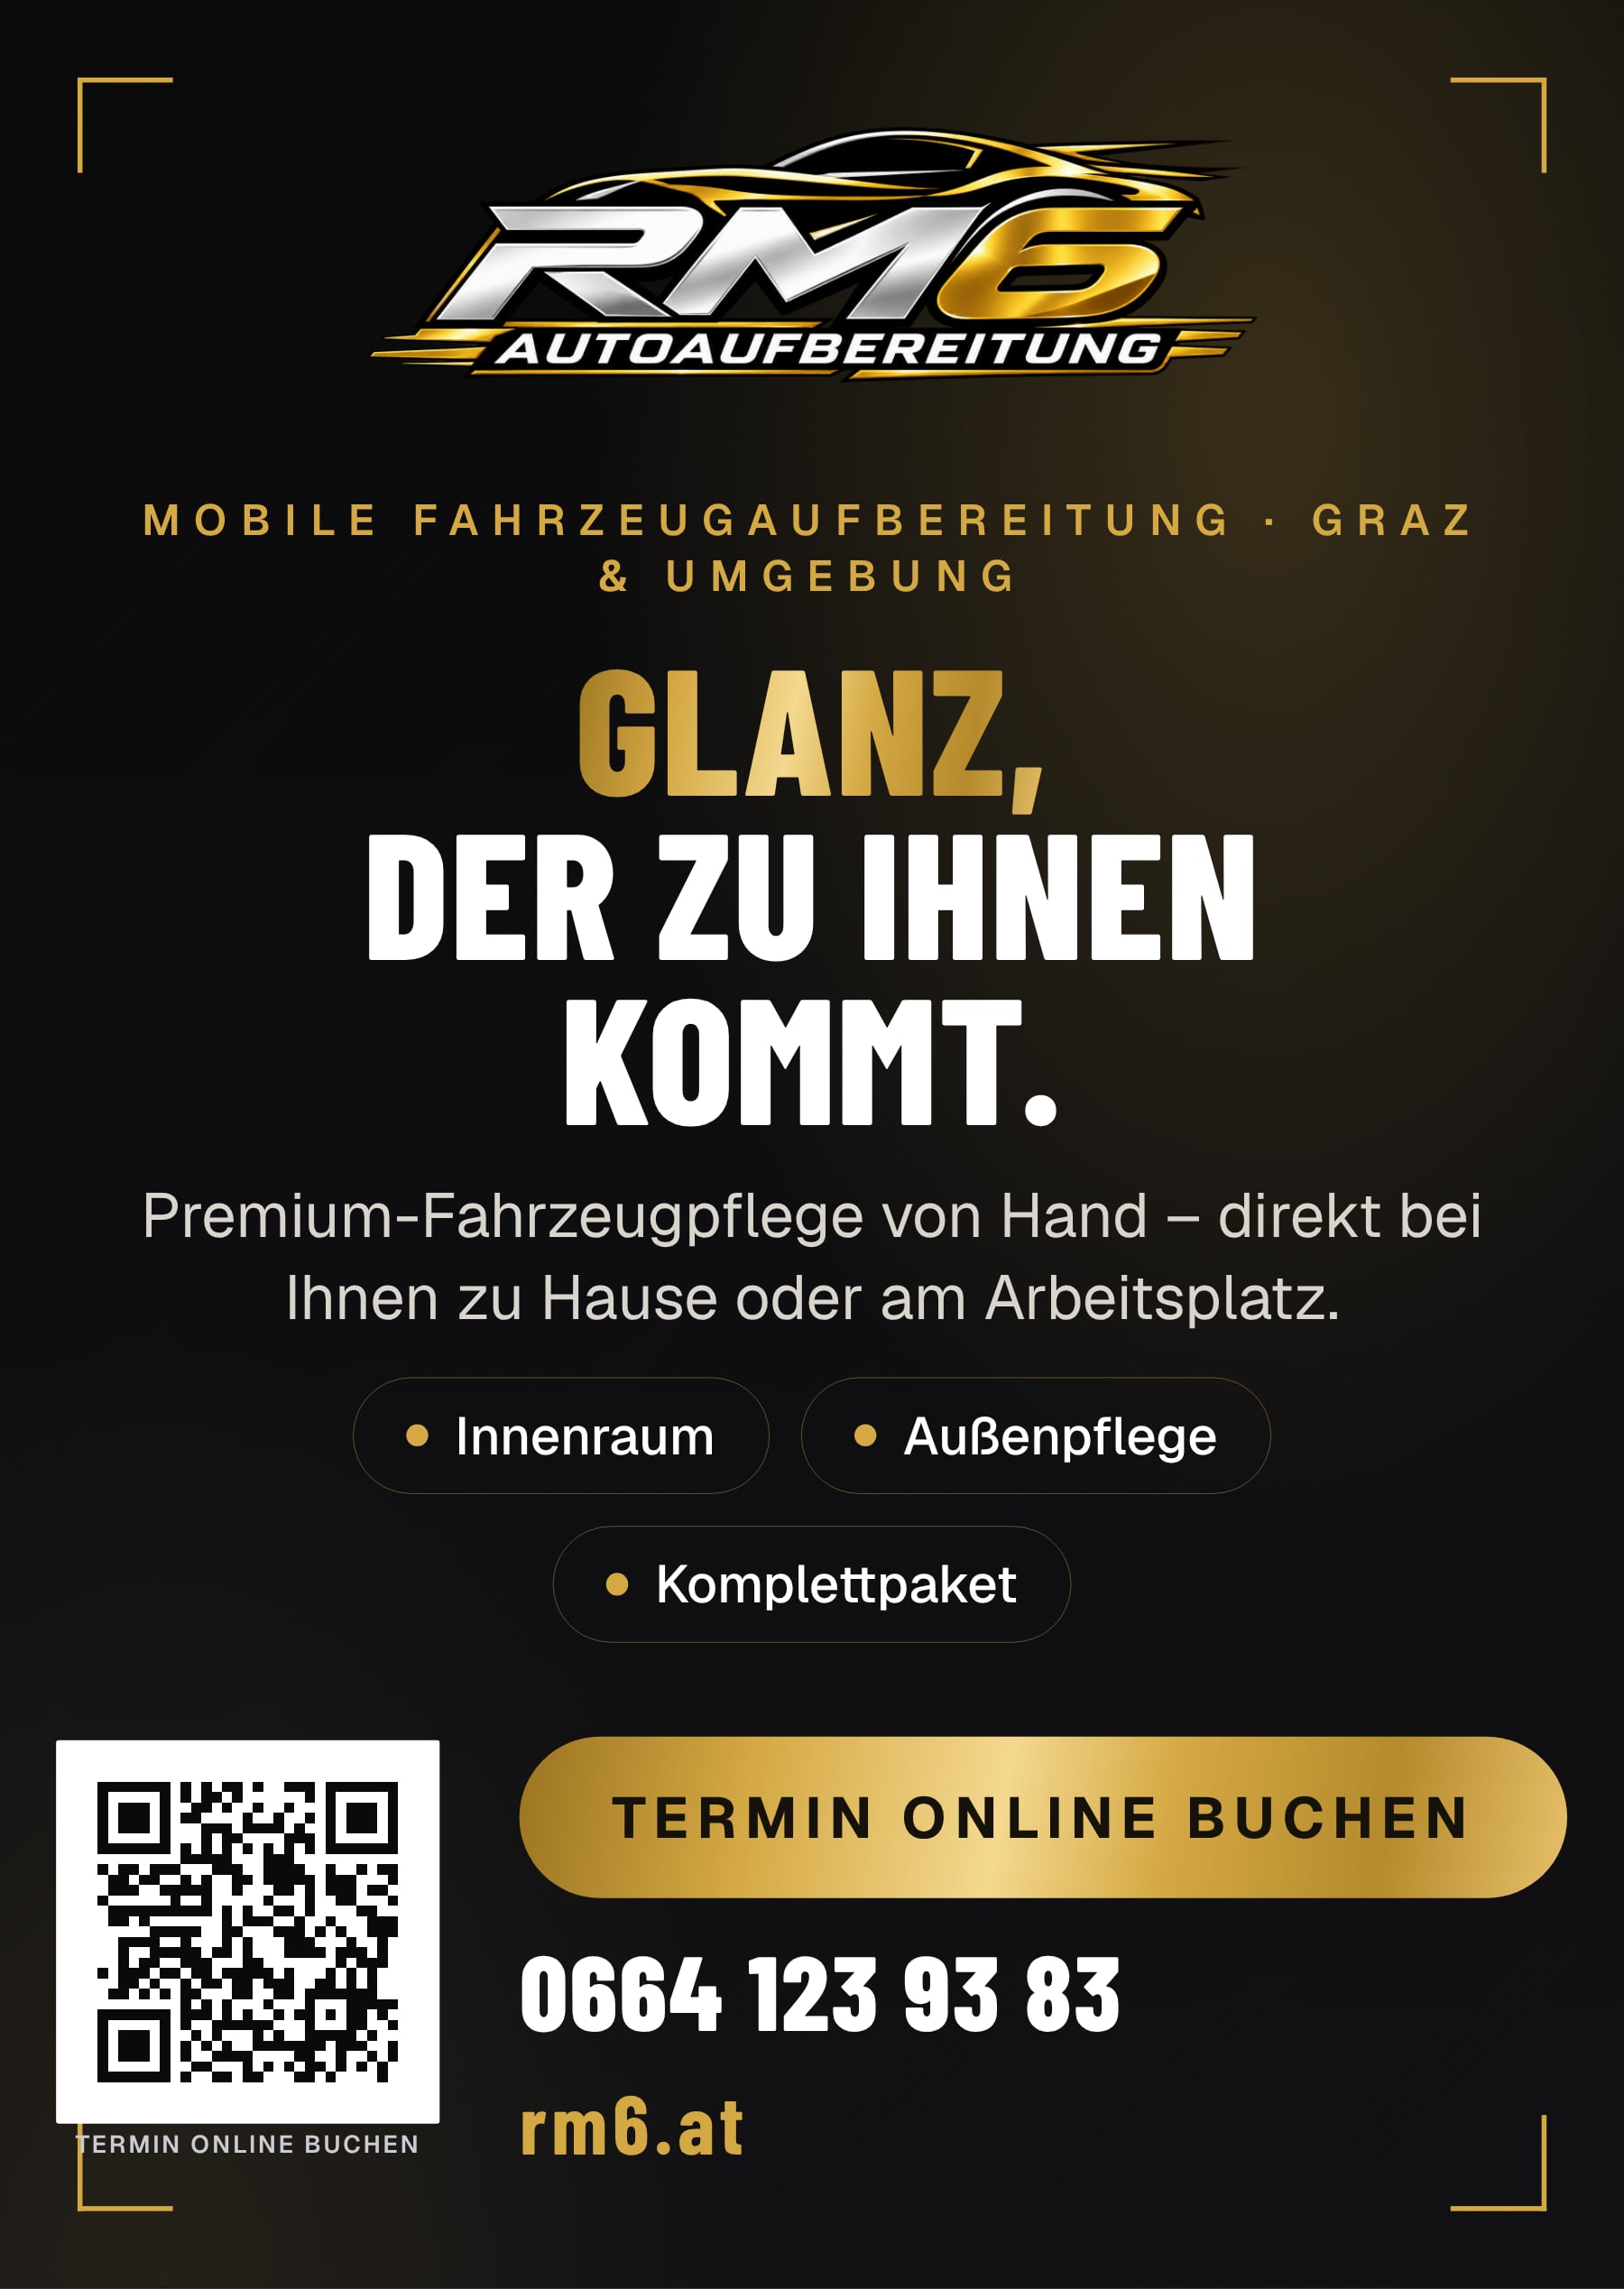 RM6
AUTOAUFBEREITUNG
MOBILE FAHRZEUGAUFBEREITUNG · GRAZ
& UMGEBUNG
GLANZ,
DER ZU IHNEN
KOMMT.
Premium-Fahrzeugpflege von Hand – direkt bei
Ihnen zu Hause oder am Arbeitsplatz.
Innenraum
Außenpflege
Komplettpaket
TERMIN ONLINE BUCHEN
0664 123 93 83
rm6.at
TERMIN ONLINE BUCHEN